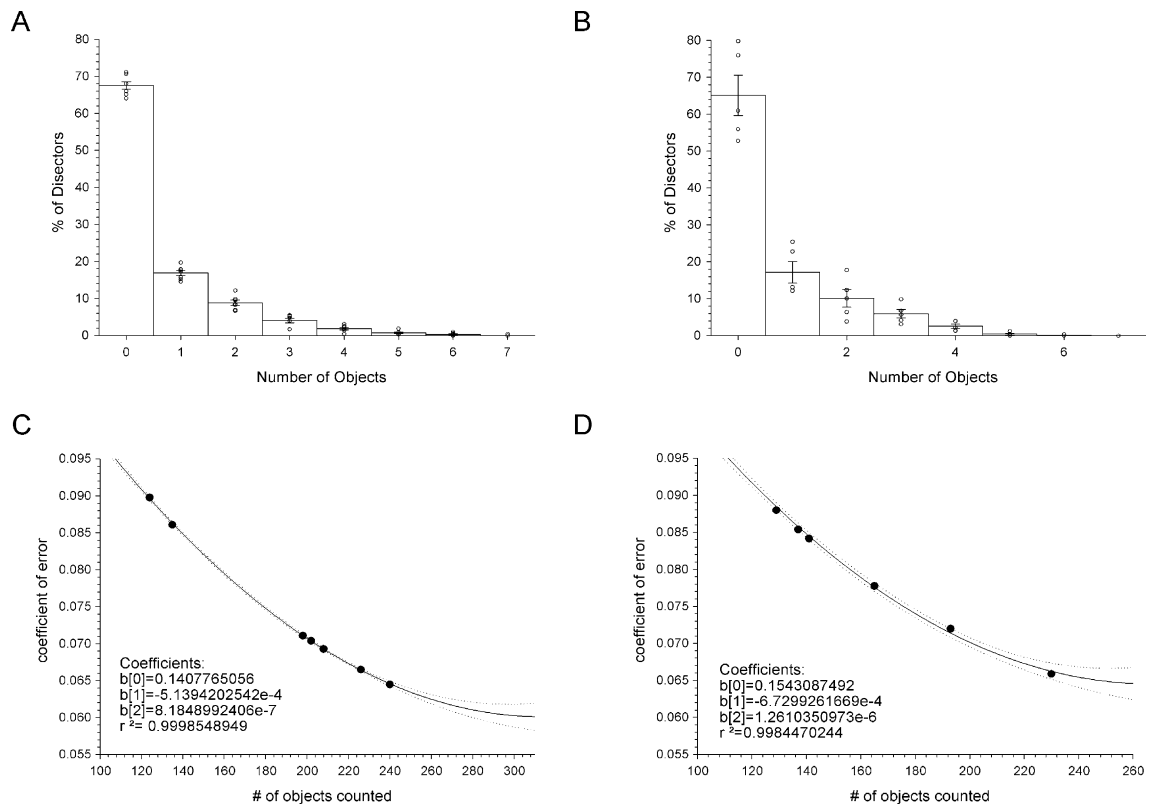 A
80
70
60
50
40
30
20
10
0
% of Disectors
0 1 2 3 4 5 6 7
Number of Objects
B
80
70
60
50
40
30
20
10
0
% of Disectors
0 2 4 6
Number of Objects
C
0.095
0.090
0.085
0.080
0.075
0.070
0.065
0.060
0.055
coefficient of error
Coefficients:
b[0]=0.1407765056
b[1]=-5.1394202542e-4
b[2]=8.1848992406e-7
r ²= 0.9998548949
100 120 140 160 180 200 220 240 260 280 300
# of objects counted
D
0.095
0.090
0.085
0.080
0.075
0.070
0.065
0.060
0.055
coefficient of error
Coefficients:
b[0]=0.1543087492
b[1]=-6.7299261669e-4
b[2]=1.2610350973e-6
r ²=0.9984470244
100 120 140 160 180 200 220 240 260
# of objects counted